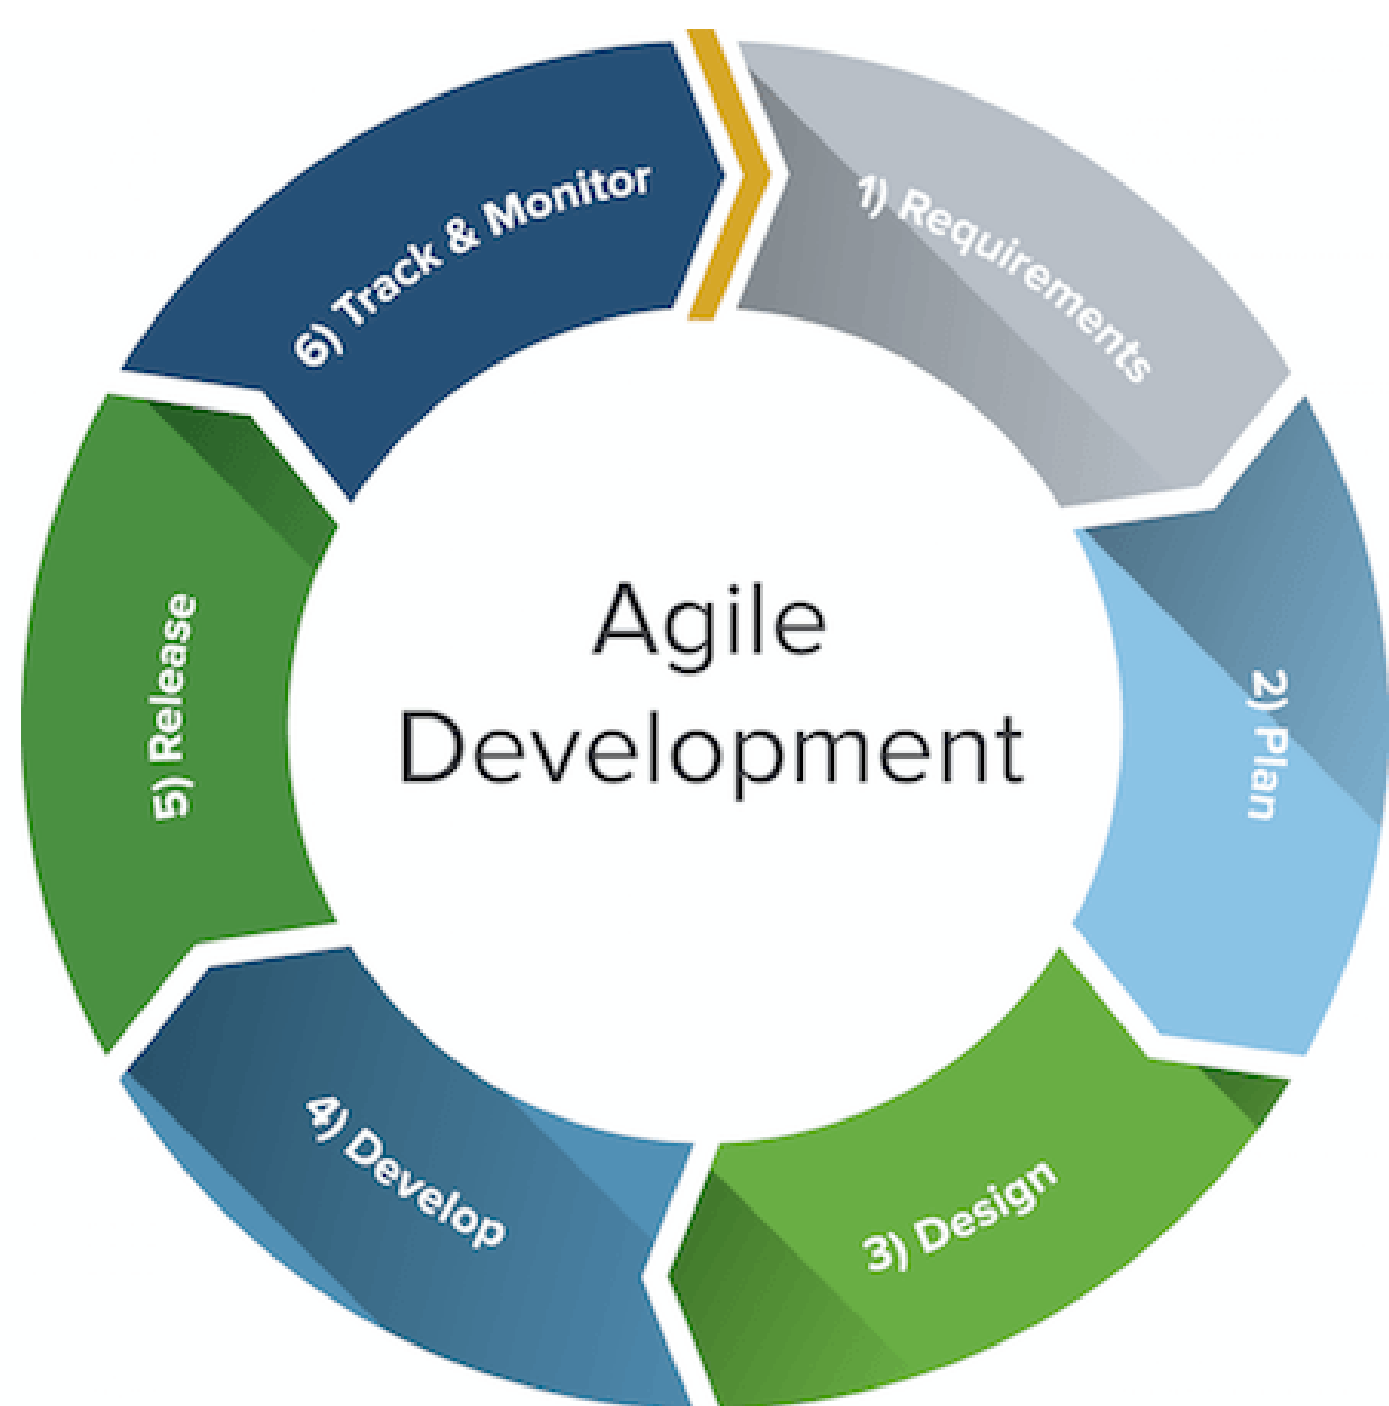 Agile
Development
1) Requirements
2) Plan
3) Design
4) Develop
5) Release
6) Track & Monitor